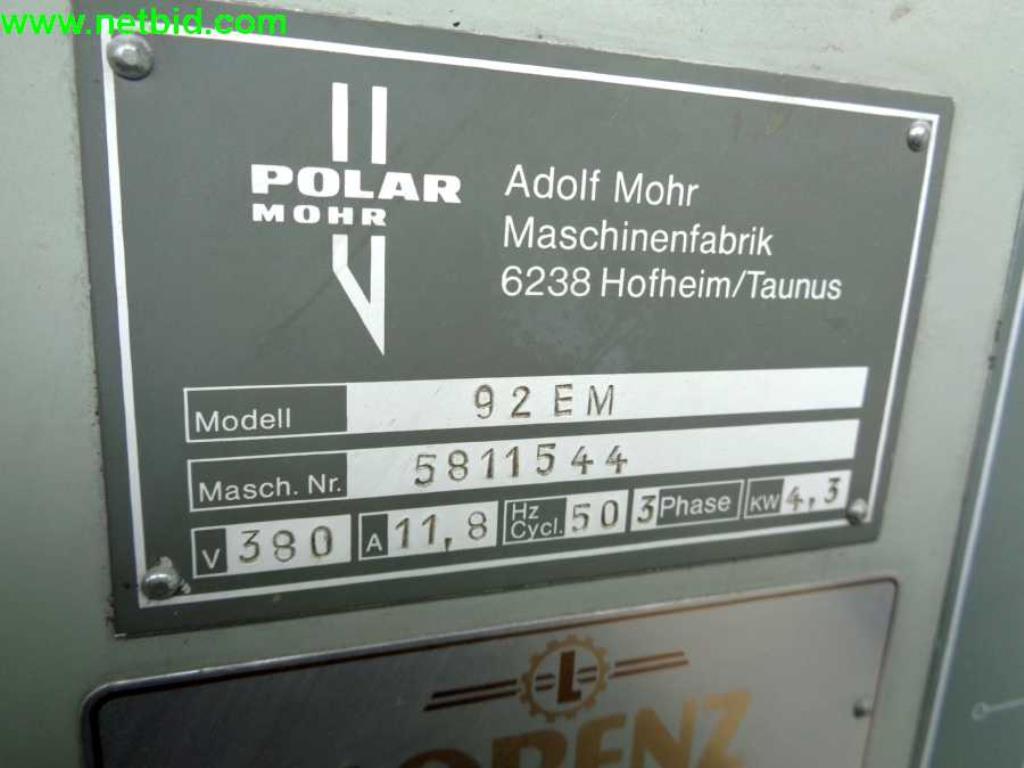 www.netbid.com
POLAR
MOHR
Adolf Mohr
Maschinenfabrik
6238 Hofheim/Taunus
Modell 92 EM
Masch. Nr. 5811544
V 380 A 11,8 Hz Cycl. 50 3 Phase KW 4,3
L